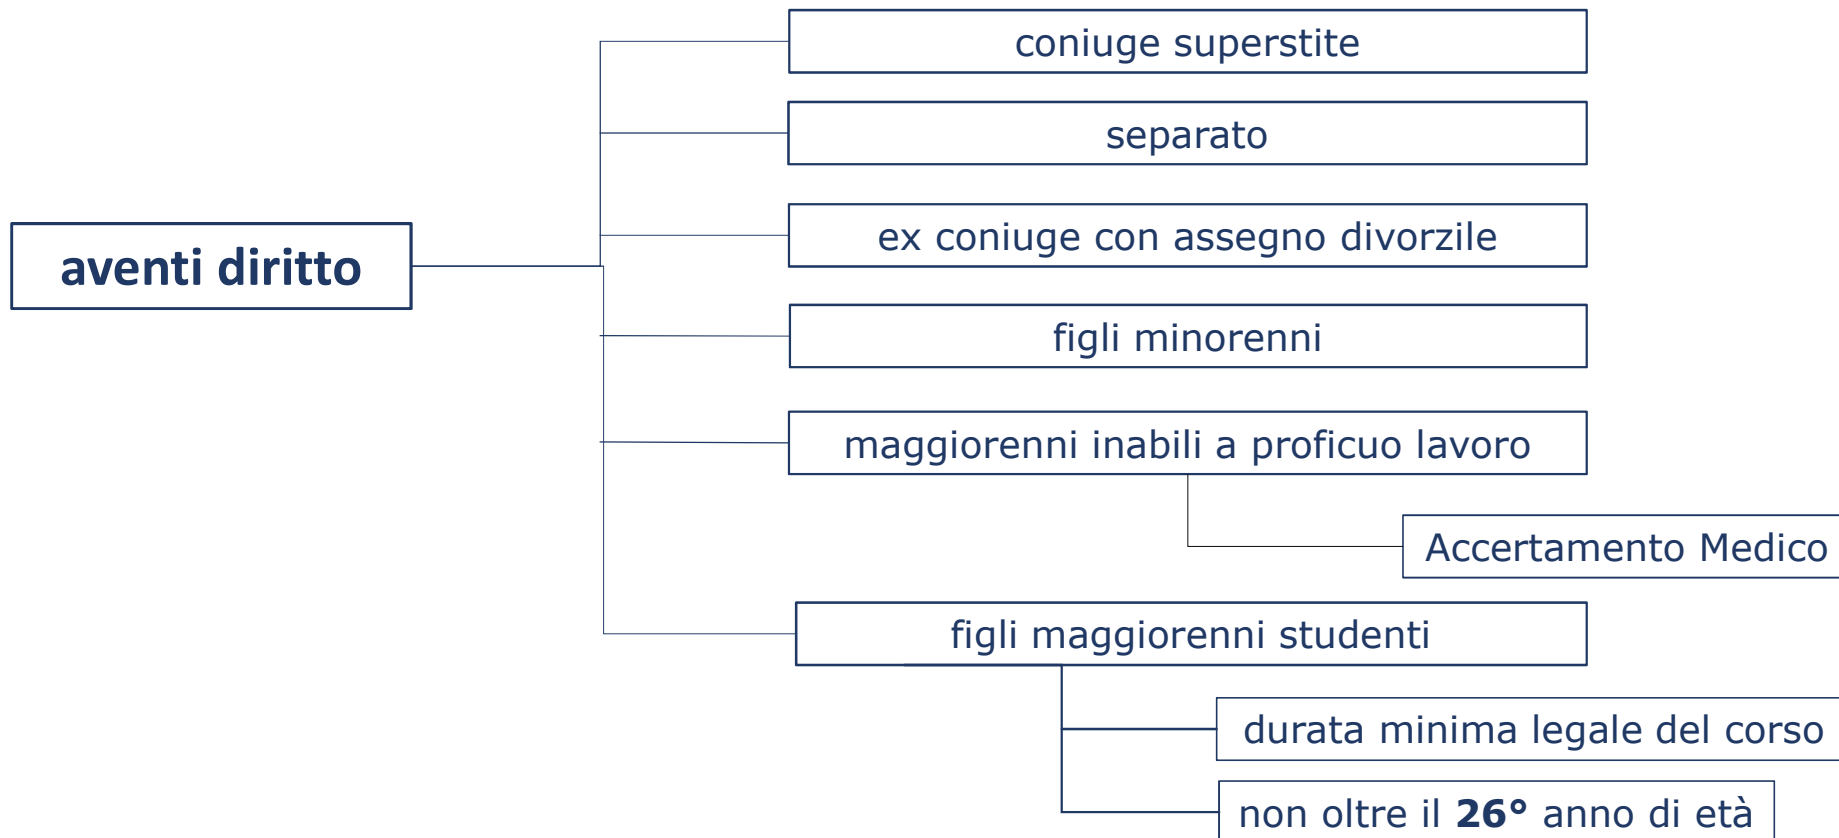 coniuge superstite
separato
ex coniuge con assegno divorzile
aventi diritto
figli minorenni
maggiorenni inabili a proficuo lavoro
Accertamento Medico
figli maggiorenni studenti
durata minima legale del corso
non oltre il 26° anno di età